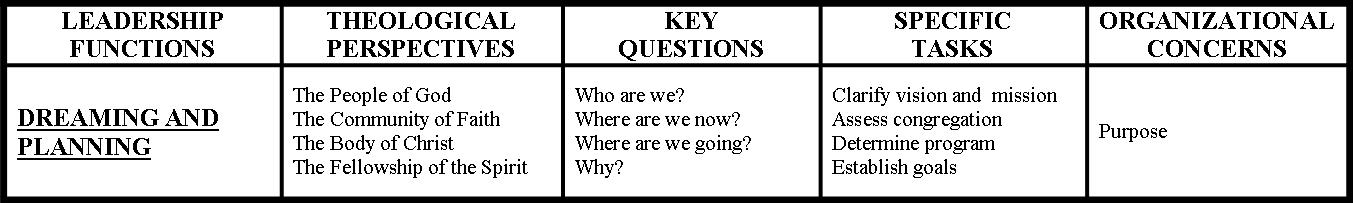 LEADERSHIP FUNCTIONS
THEOLOGICAL PERSPECTIVES
KEY QUESTIONS
SPECIFIC TASKS
ORGANIZATIONAL CONCERNS
DREAMING AND
PLANNING
The People of God
The Community of Faith
The Body of Christ
The Fellowship of the Spirit
Who are we?
Where are we now?
Where are we going?
Why?
Clarify vision and mission
Assess congregation
Determine program
Establish goals
Purpose